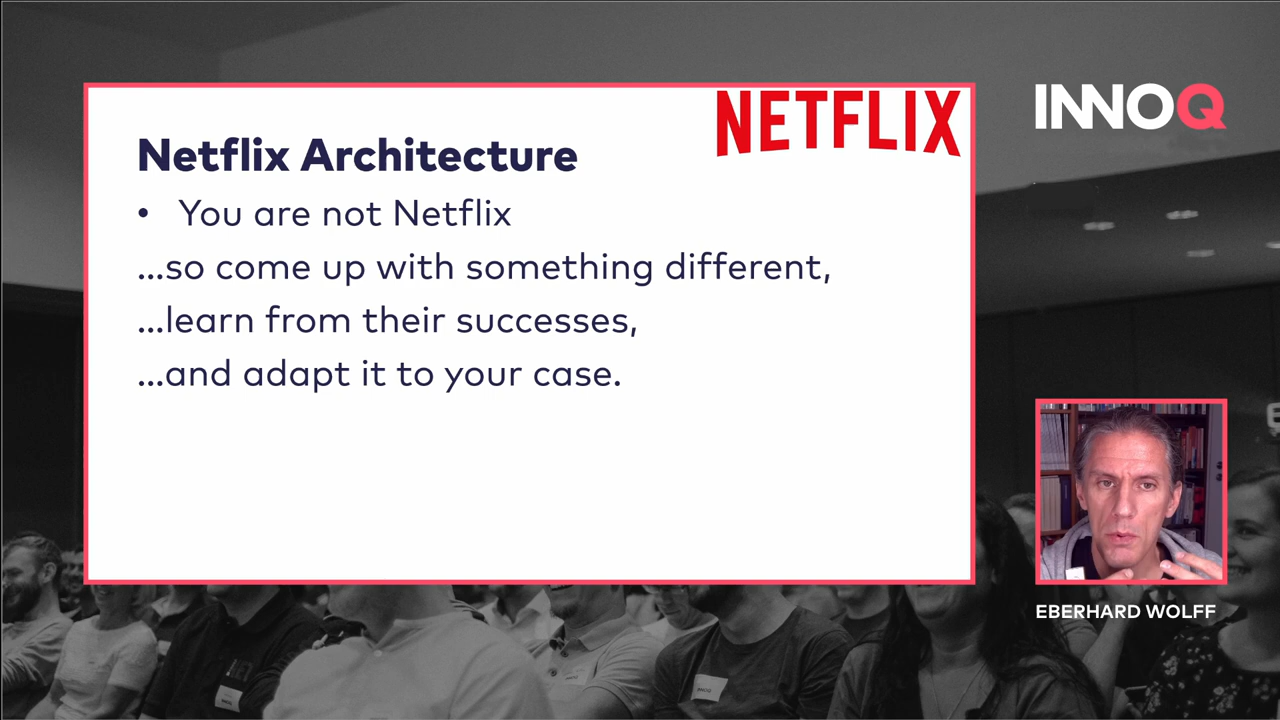 NETFLIX
INNOQ
Netflix Architecture
• You are not Netflix
...so come up with something different,
...learn from their successes,
...and adapt it to your case.
EBERHARD WOLFF
INNOQ